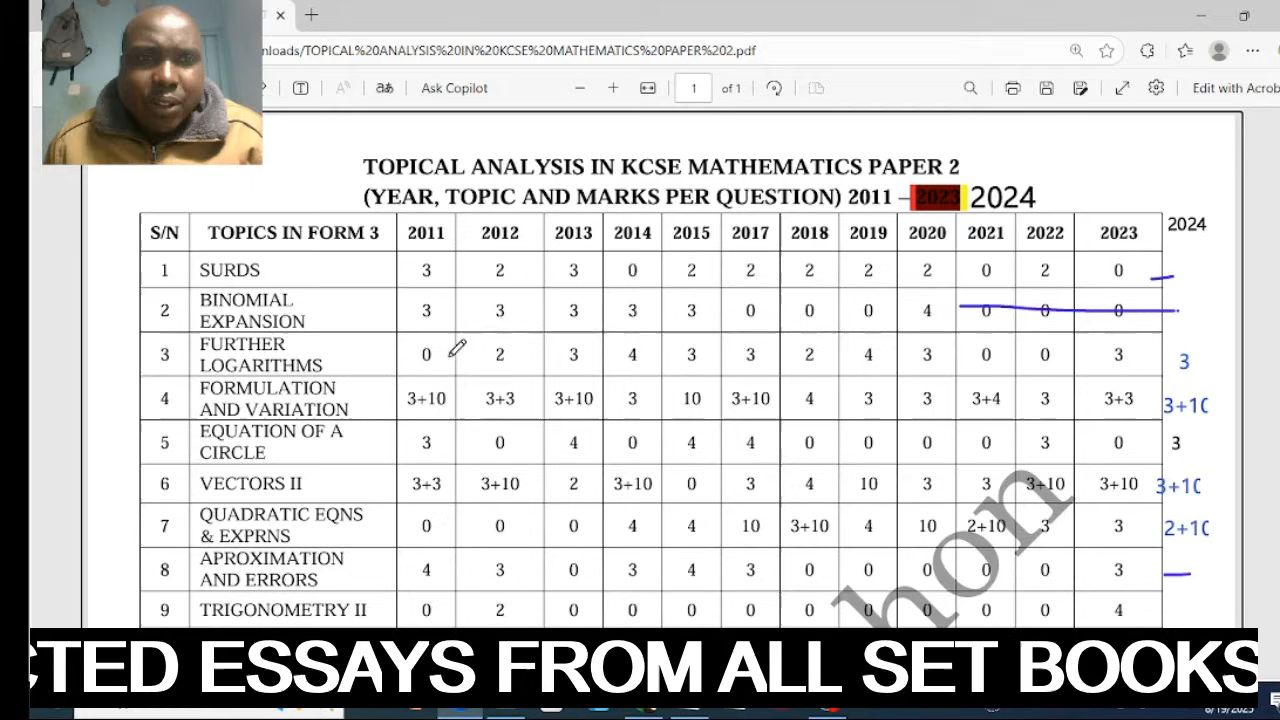 nloads/TOPICAL%20ANALYSIS%20IN%20KCSE%20MATHEMATICS%20PAPER%202.pdf
Ask Copilot
1
of 1
Edit with Acrob
TOPICAL ANALYSIS IN KCSE MATHEMATICS PAPER 2
(YEAR, TOPIC AND MARKS PER QUESTION) 2011 – 2023 2024
S/N TOPICS IN FORM 3 2011 2012 2013 2014 2015 2017 2018 2019 2020 2021 2022 2023 2024
1 SURDS 3 2 3 0 2 2 2 2 2 0 2 0
2 BINOMIAL
EXPANSION 3 3 3 3 3 0 0 0 4 0 0 0
3 FURTHER
LOGARITHMS 0 2 3 4 3 3 2 4 3 0 0 3 3
4 FORMULATION
AND VARIATION 3+10 3+3 3+10 3 10 3+10 4 3 3 3+4 3 3+3 3+10
5 EQUATION OF A
CIRCLE 3 0 4 0 4 4 0 0 0 0 3 0 3
6 VECTORS II 3+3 3+10 2 3+10 0 3 4 10 3 3 3+10 3+10 3+10
7 QUADRATIC EQNS
& EXPRNS 0 0 0 4 4 10 3+10 4 10 2+10 3 3 2+10
8 APROXIMATION
AND ERRORS 4 3 0 3 4 3 0 0 0 0 0 3
9 TRIGONOMETRY II 0 2 0 0 0 0 0 0 0 0 0 4
hon
CTED ESSAYS FROM ALL SET BOOKS
8/19/2025